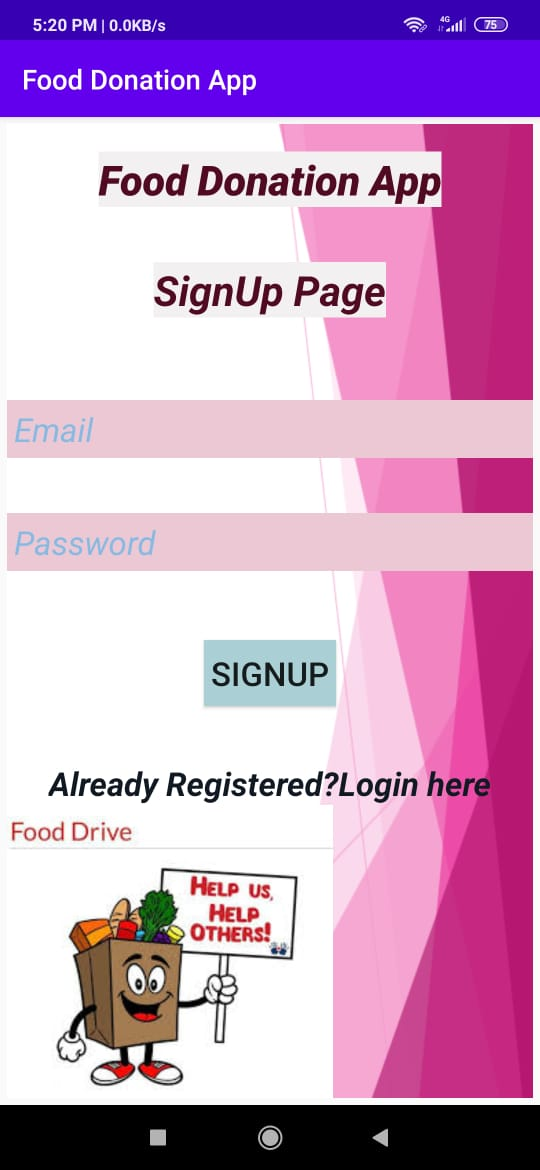 5:20 PM | 0.0KB/s
4G
75
Food Donation App
Food Donation App
SignUp Page
Email
Password
SIGNUP
Already Registered?Login here
Food Drive
HELP US,
HELP
OTHERS!